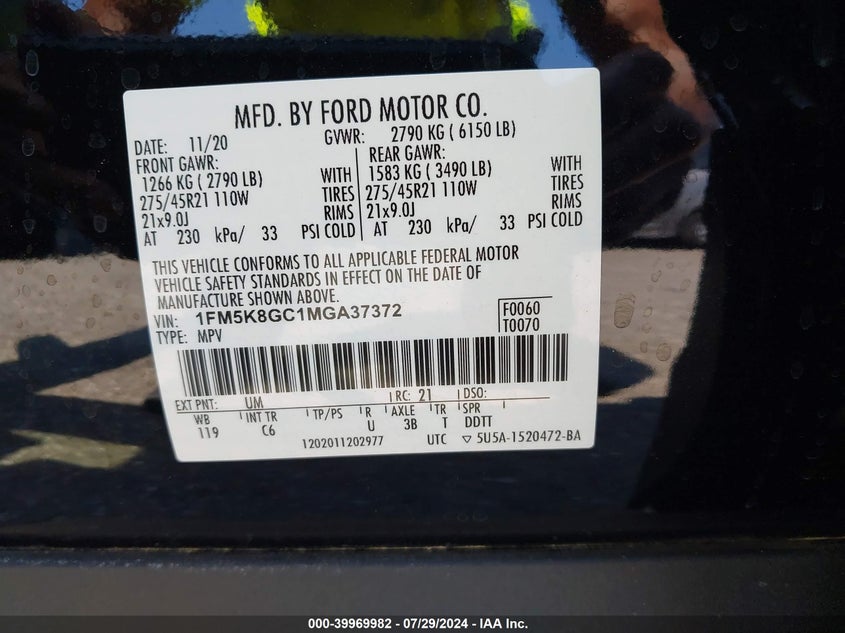 MFD. BY FORD MOTOR CO.
DATE: 11/20 GVWR: 2790 KG ( 6150 LB)
FRONT GAWR: REAR GAWR:
1266 KG ( 2790 LB) WITH 1583 KG ( 3490 LB) WITH
275/45R21 110W TIRES 275/45R21 110W TIRES
21x9.0J RIMS 21x9.0J RIMS
AT 230 kPa/ 33 PSI COLD AT 230 kPa/ 33 PSI COLD
THIS VEHICLE CONFORMS TO ALL APPLICABLE FEDERAL MOTOR
VEHICLE SAFETY STANDARDS IN EFFECT ON THE DATE OF
MANUFACTURE SHOWN ABOVE.
VIN: 1FM5K8GC1MGA37372 F0060
TYPE: MPV T0070
EXT PNT: UM RC: 21 DSO:
WB INT TR TP/PS R AXLE TR SPR
119 C6 U 3B T DDTT
1202011202977 UTC ▽ 5U5A-1520472-BA
000-39969982 / 07/29/2024 - IAA Inc.